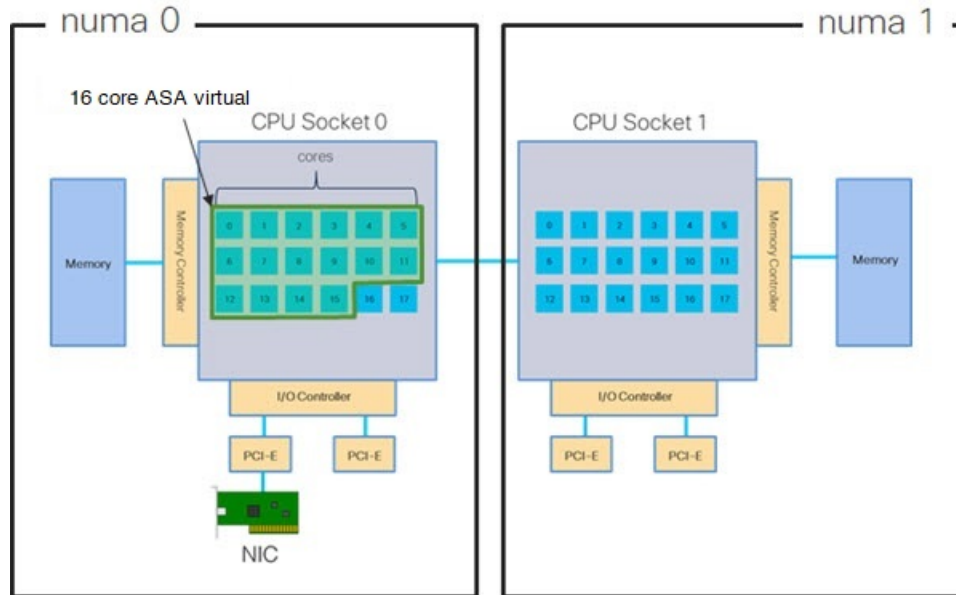 numa 0
numa 1
16 core ASA virtual
CPU Socket 0
CPU Socket 1
cores
0 1 2 3 4 5
6 7 8 9 10 11
12 13 14 15 16 17
0 1 2 3 4 5
6 7 8 9 10 11
12 13 14 15 16 17
Memory
Memory Controller
Memory Controller
Memory
I/O Controller
I/O Controller
PCI-E
PCI-E
PCI-E
PCI-E
NIC